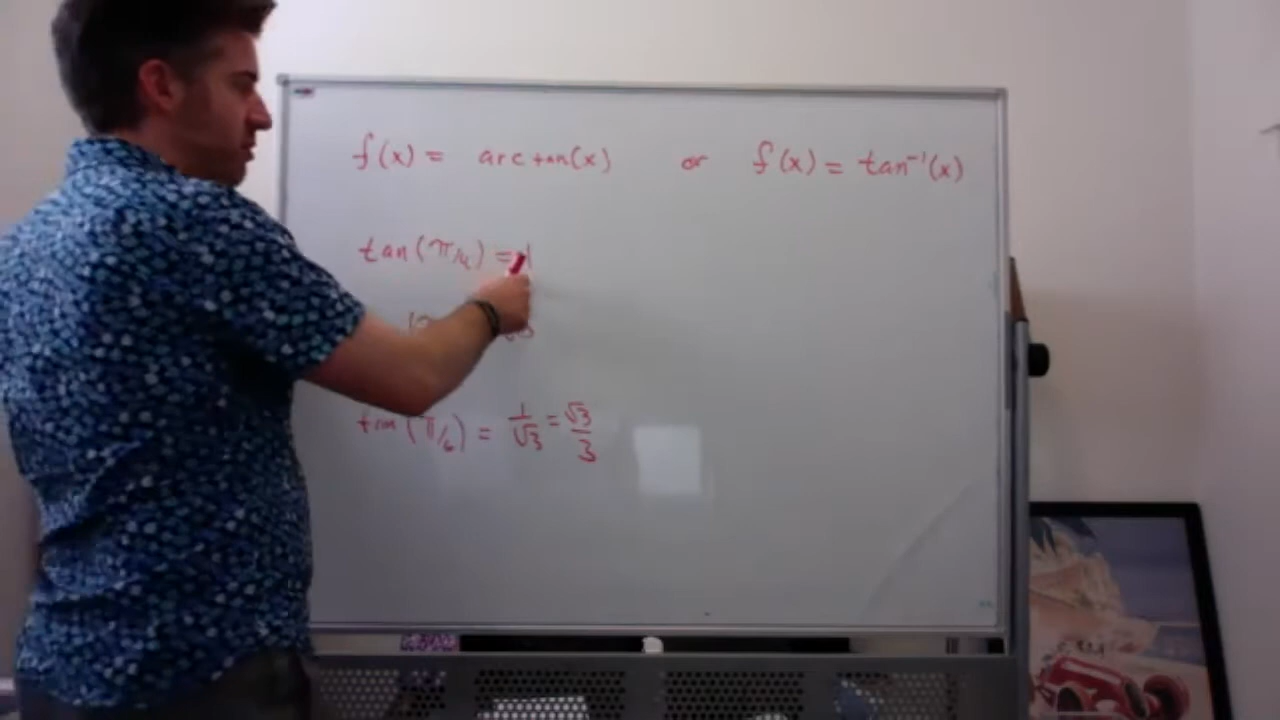 f(x) = arctan(x) or f(x) = tan⁻¹(x)
tan(π/4) = 1
tan(π/6) = 1/√3 = √3/3